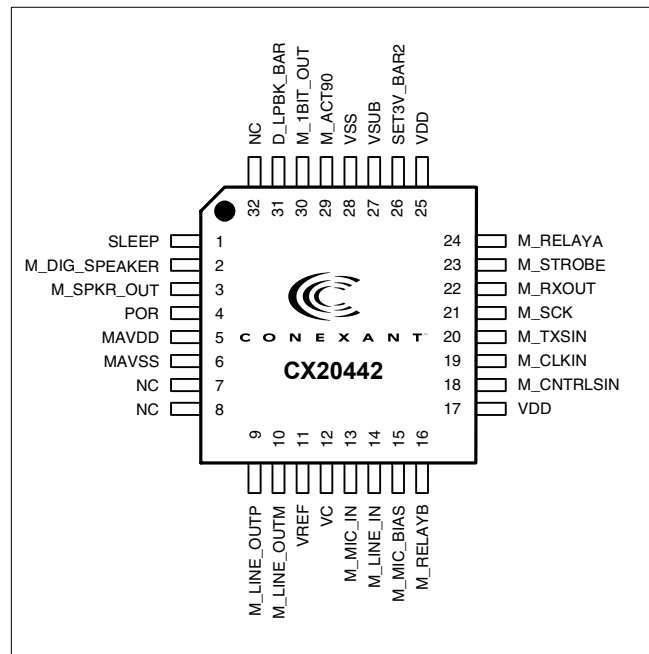 NC
D_LPBK_BAR
M_1BIT_OUT
M_ACT90
VSS
VSUB
SET3V_BAR2
VDD
32
31
30
29
28
27
26
25
SLEEP 1
M_DIG_SPEAKER 2
M_SPKR_OUT 3
POR 4
MAVDD 5
MAVSS 6
NC 7
NC 8
CONEXANT™
CX20442
24 M_RELAYA
23 M_STROBE
22 M_RXOUT
21 M_SCK
20 M_TXSIN
19 M_CLKIN
18 M_CNTRLSIN
17 VDD
9
10
11
12
13
14
15
16
M_LINE_OUTP
M_LINE_OUTM
VREF
VC
M_MIC_IN
M_LINE_IN
M_MIC_BIAS
M_RELAYB